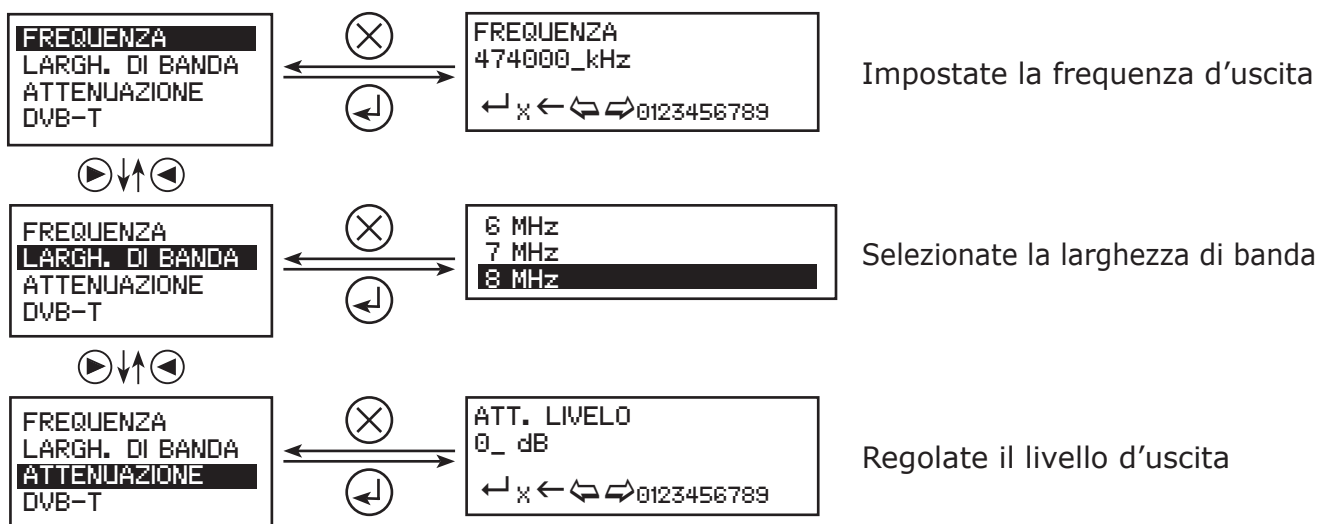 FREQUENZA
LARGH. DI BANDA
ATTENUAZIONE
DVB-T
FREQUENZA
474000_kHz
↵ X ← ⇦ ⇨ 0123456789
Impostate la frequenza d'uscita
FREQUENZA
LARGH. DI BANDA
ATTENUAZIONE
DVB-T
6 MHz
7 MHz
8 MHz
Selezionate la larghezza di banda
FREQUENZA
LARGH. DI BANDA
ATTENUAZIONE
DVB-T
ATT. LIVELO
0_ dB
↵ X ← ⇦ ⇨ 0123456789
Regolate il livello d'uscita